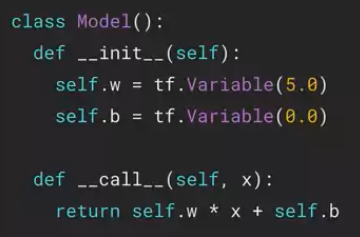 class Model():
  def __init__(self):
    self.w = tf.Variable(5.0)
    self.b = tf.Variable(0.0)

  def __call__(self, x):
    return self.w * x + self.b